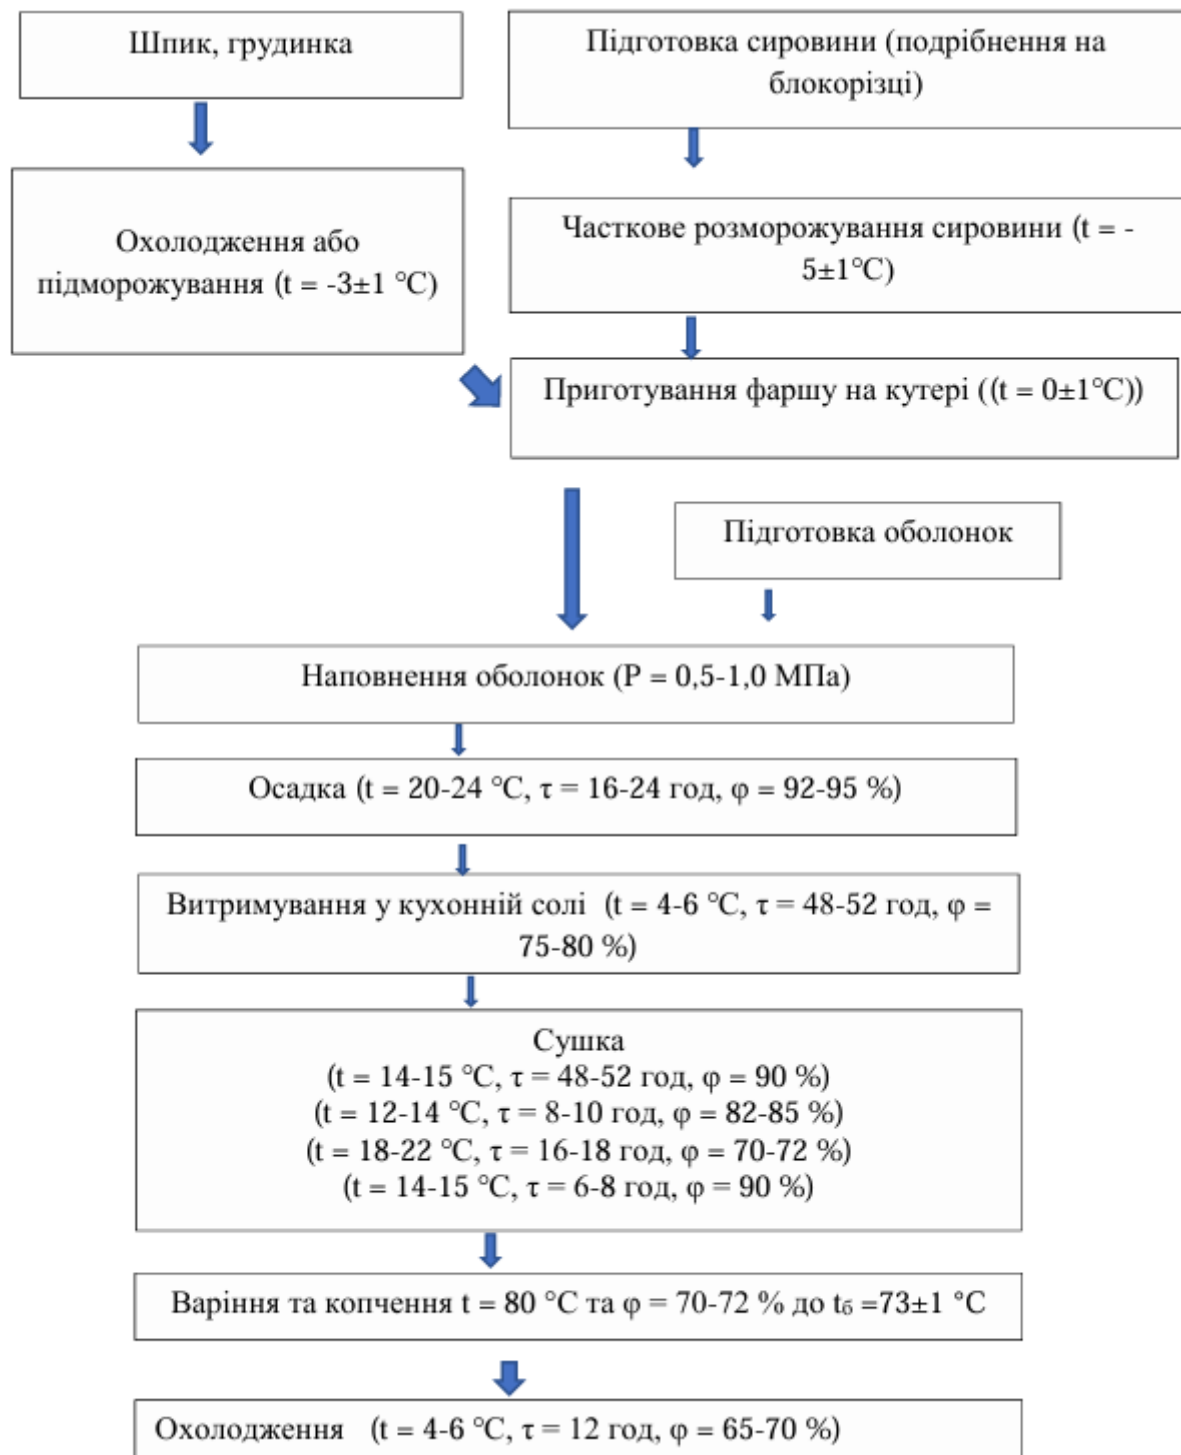 Шпик, грудинка
Підготовка сировини (подрібнення на
блокорізці)
Охолодження або
підморожування (t = -3±1 °C)
Часткове розморожування сировини (t = -
5±1°C)
Приготування фаршу на кутері ((t = 0±1°C))
Підготовка оболонок
Наповнення оболонок (P = 0,5-1,0 МПа)
Осадка (t = 20-24 °C, τ = 16-24 год, φ = 92-95 %)
Витримування у кухонній солі (t = 4-6 °C, τ = 48-52 год, φ =
75-80 %)
Сушка
(t = 14-15 °C, τ = 48-52 год, φ = 90 %)
(t = 12-14 °C, τ = 8-10 год, φ = 82-85 %)
(t = 18-22 °C, τ = 16-18 год, φ = 70-72 %)
(t = 14-15 °C, τ = 6-8 год, φ = 90 %)
Варіння та копчення t = 80 °C та φ = 70-72 % до tб =73±1 °C
Охолодження (t = 4-6 °C, τ = 12 год, φ = 65-70 %)